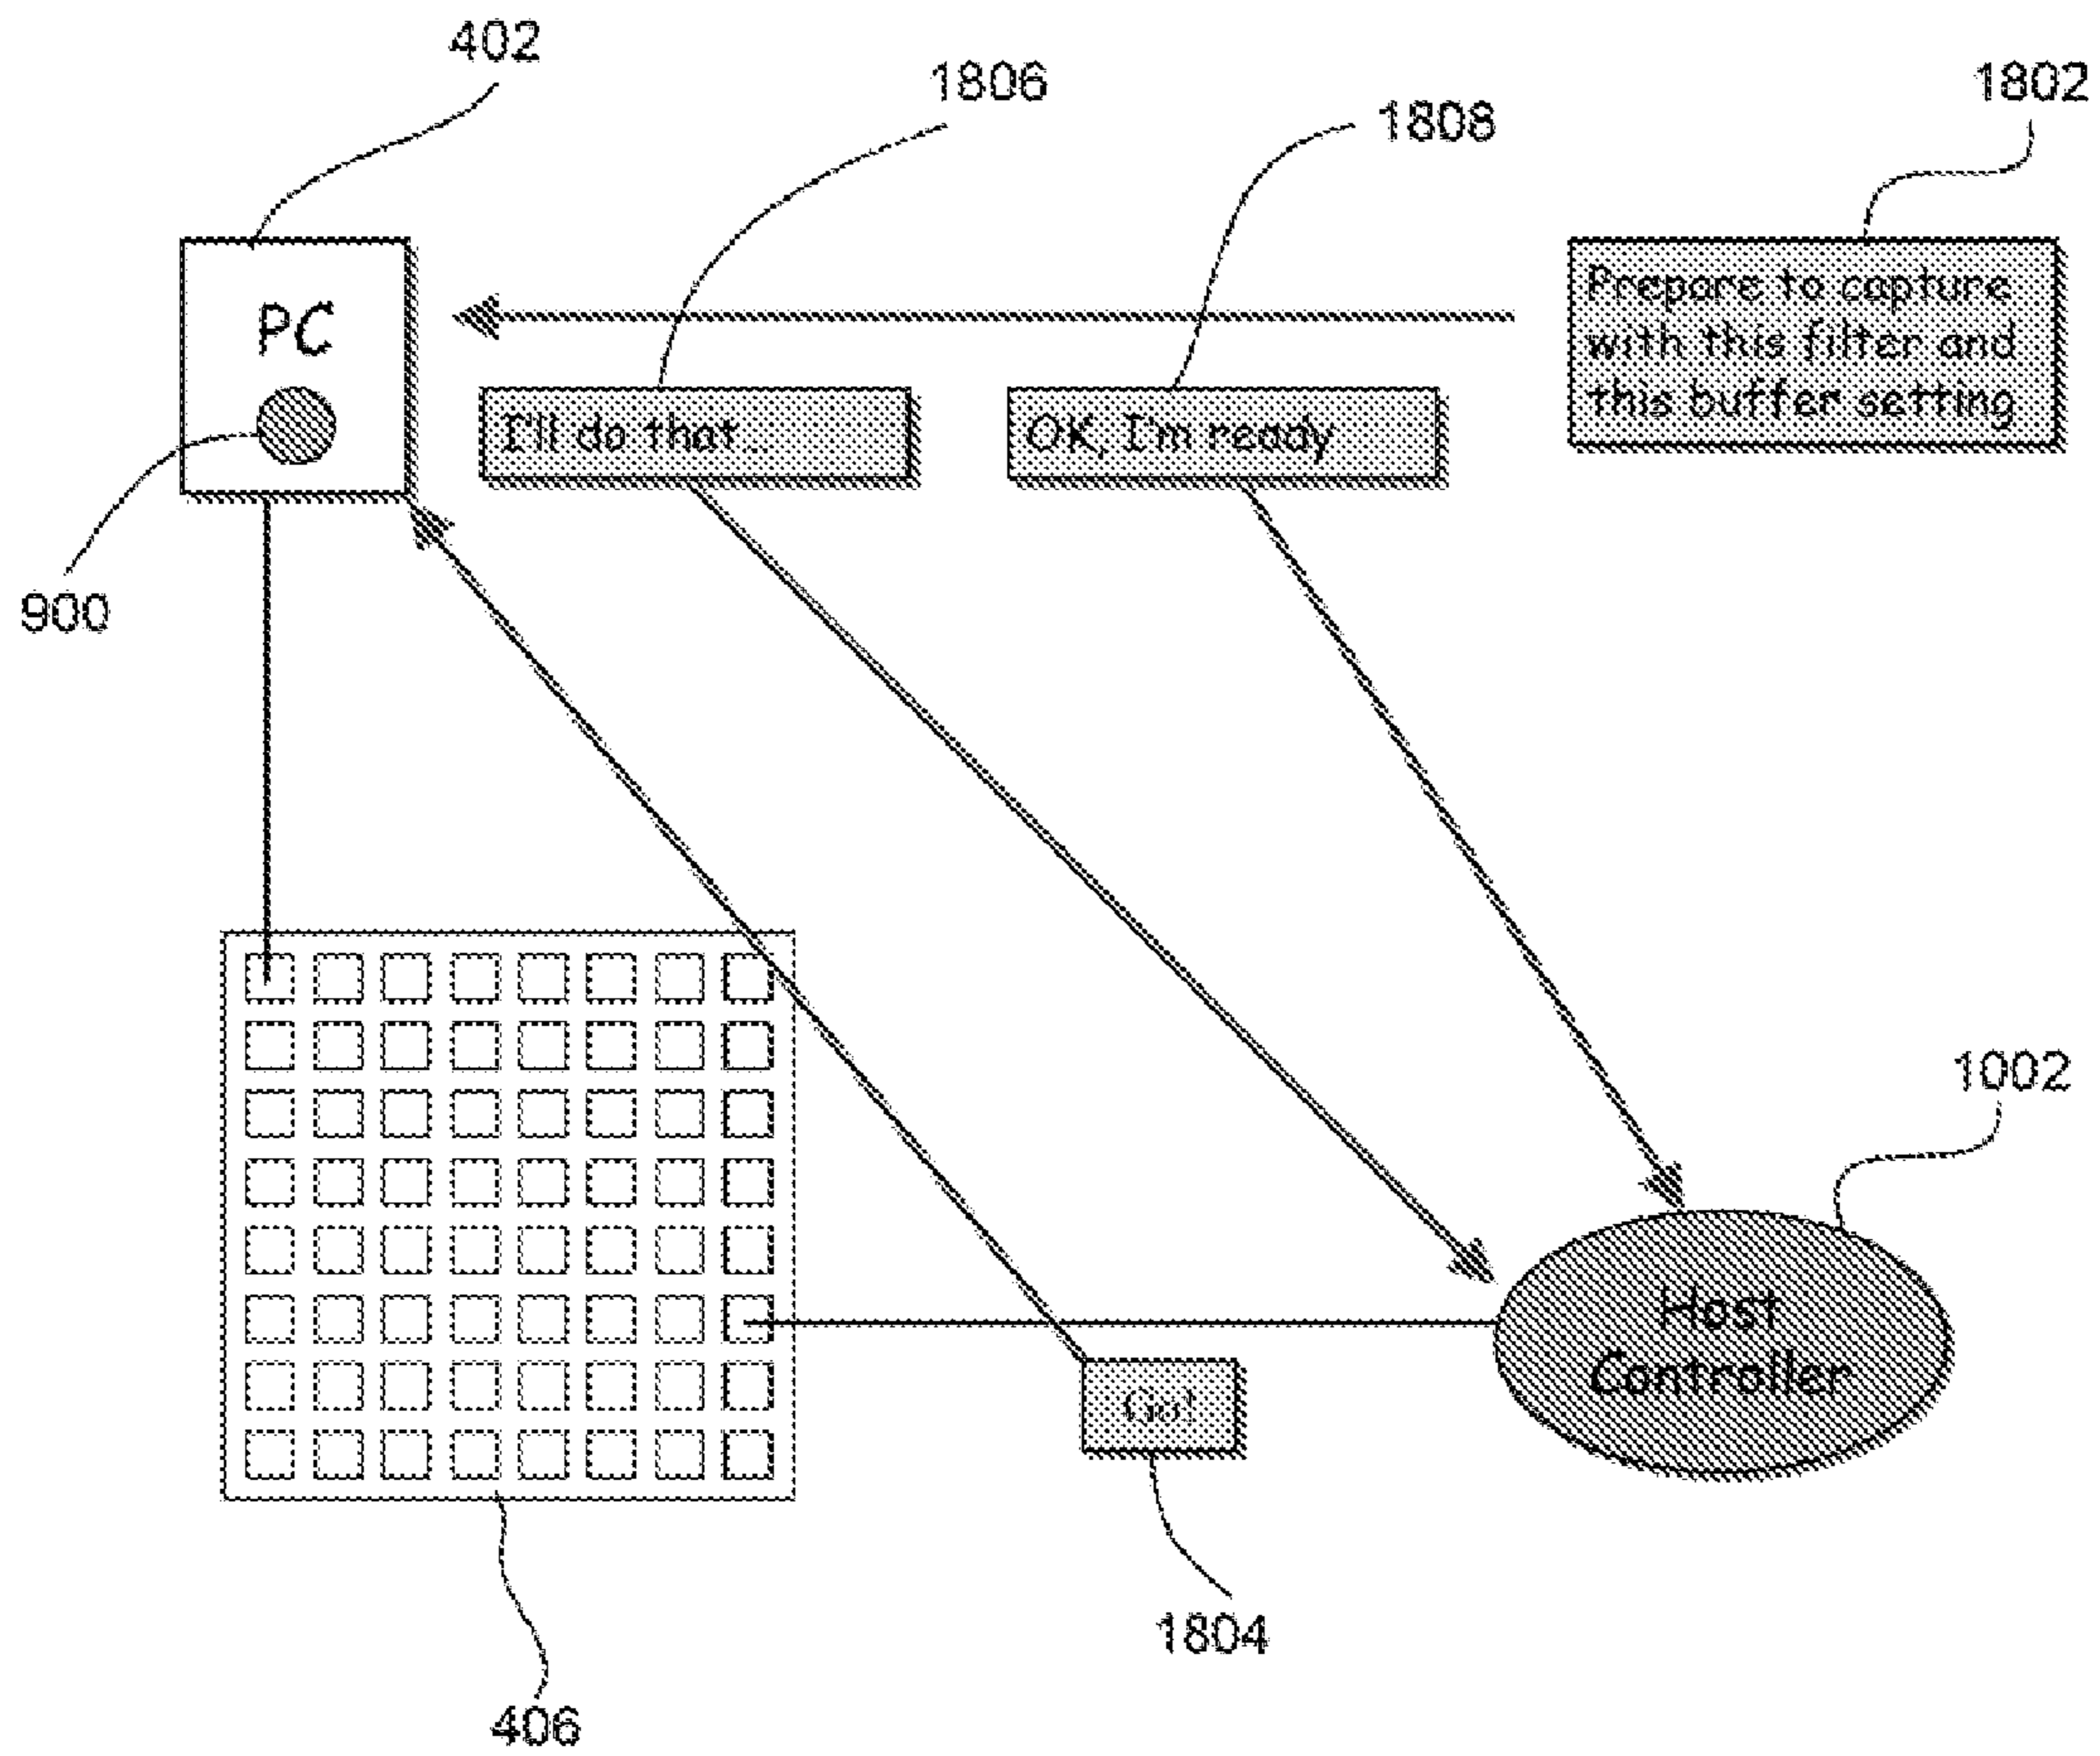 402
1806
1808
1802
PC
Prepare to capture
with this filter and
this buffer setting
I'll do that...
OK, I'm ready
900
1002
Host
Controller
Go!
1804
406